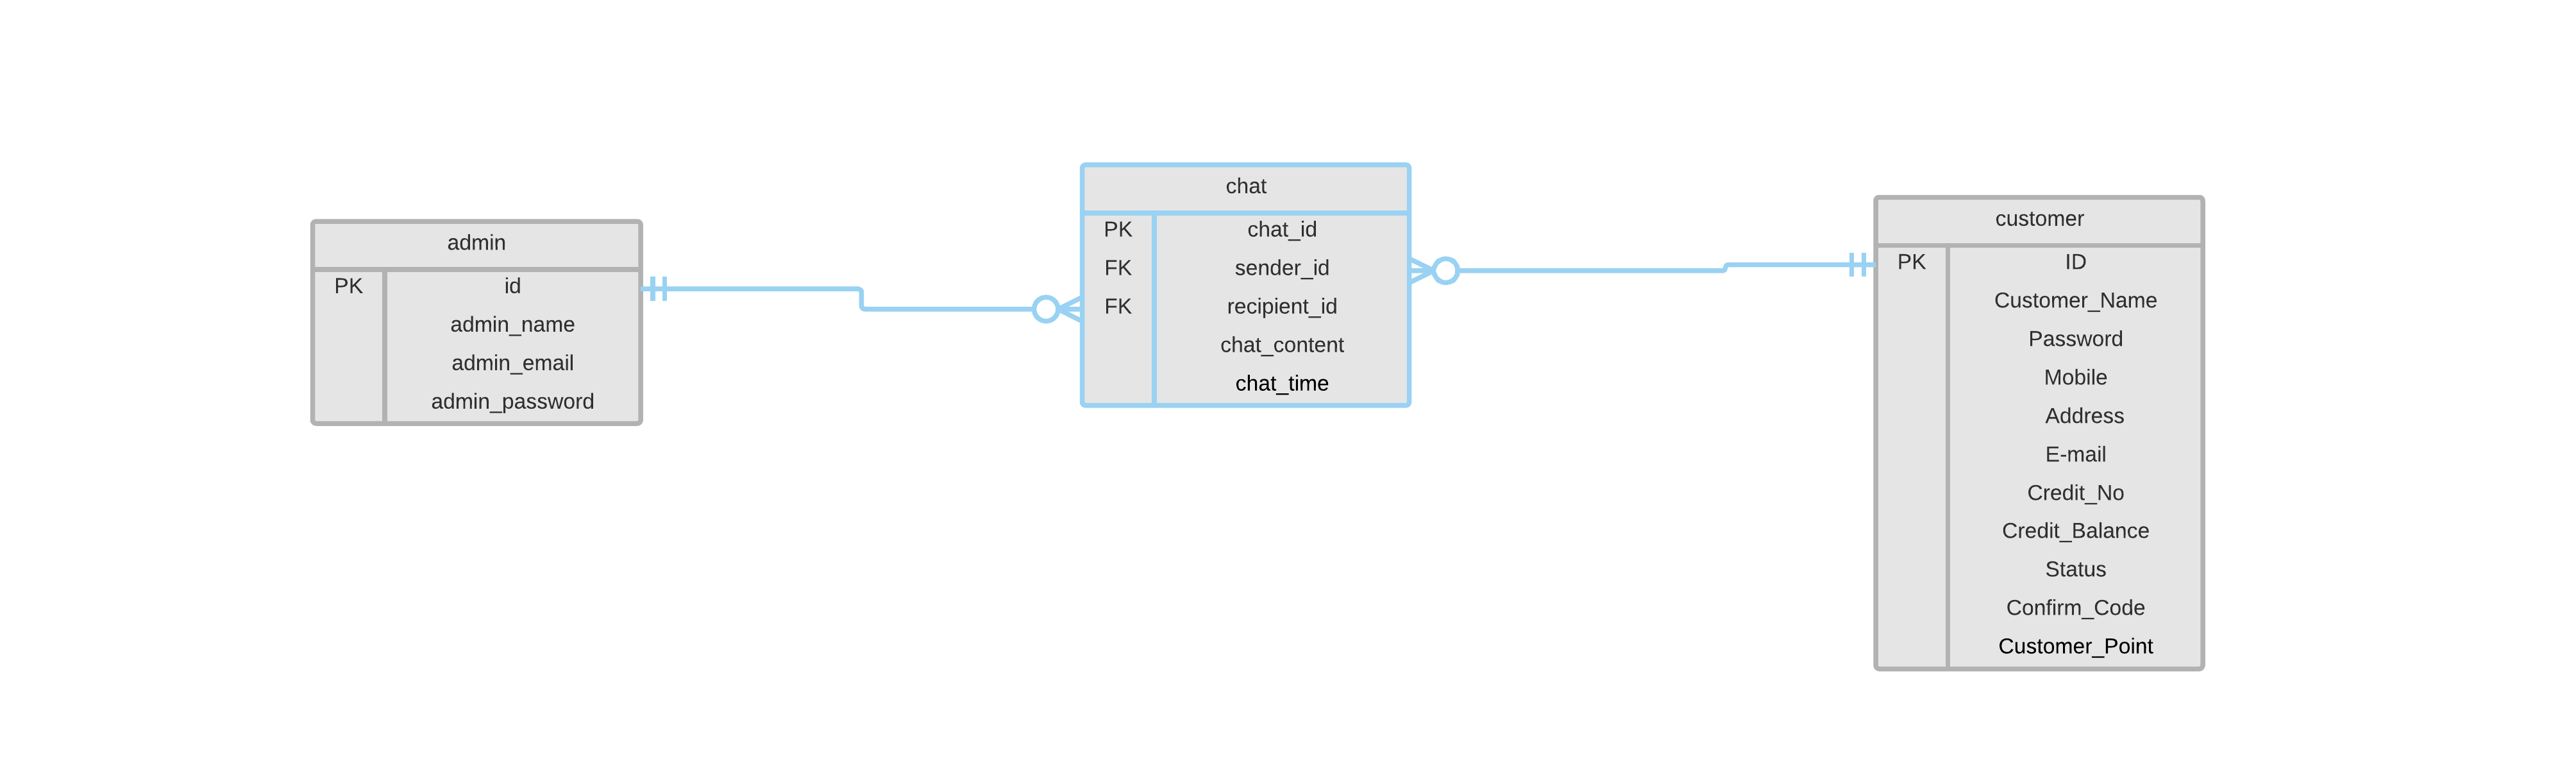 admin
PK id
admin_name
admin_email
admin_password
chat
PK chat_id
FK sender_id
FK recipient_id
chat_content
chat_time
customer
PK ID
Customer_Name
Password
Mobile
Address
E-mail
Credit_No
Credit_Balance
Status
Confirm_Code
Customer_Point